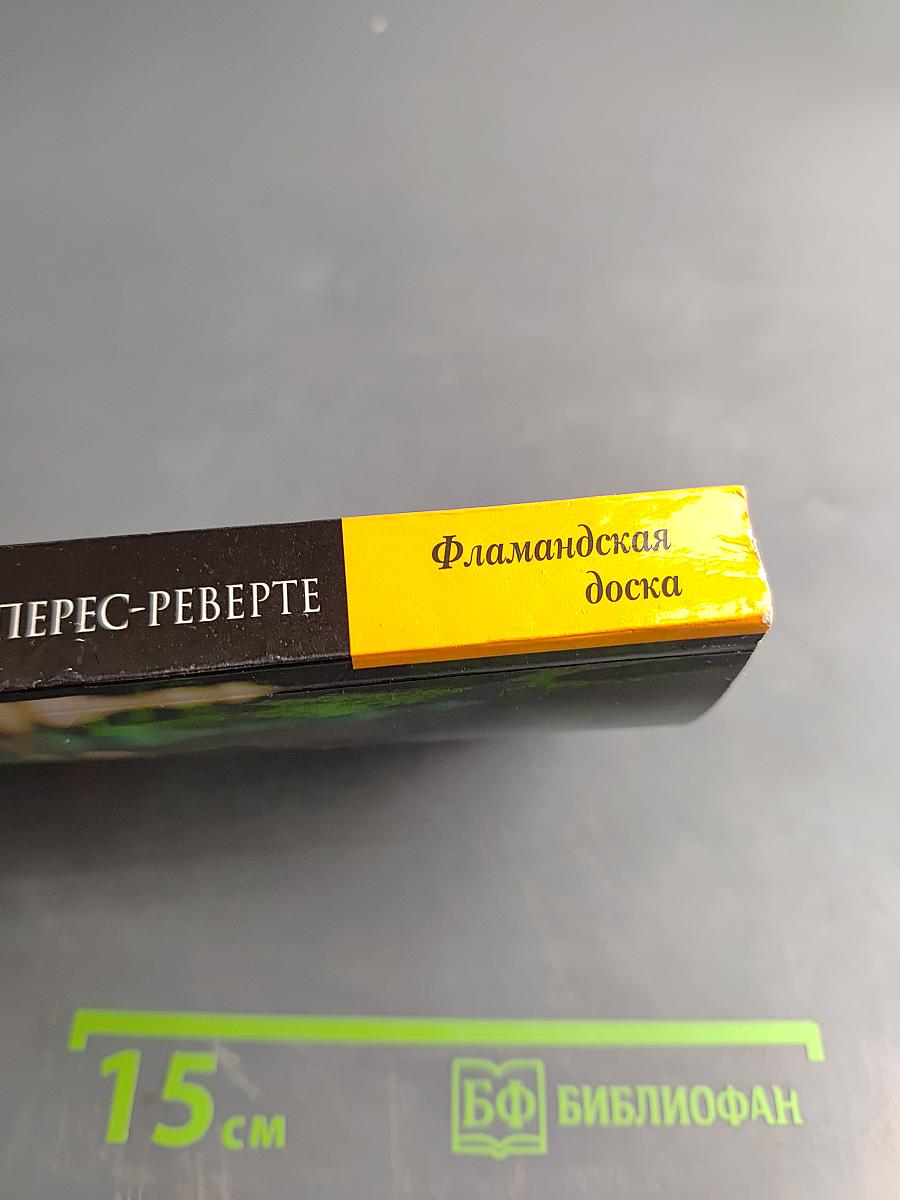 ПЕРЕС-РЕВЕРТЕ
Фламандская
доска
15 см
БФ БИБЛИОФАН